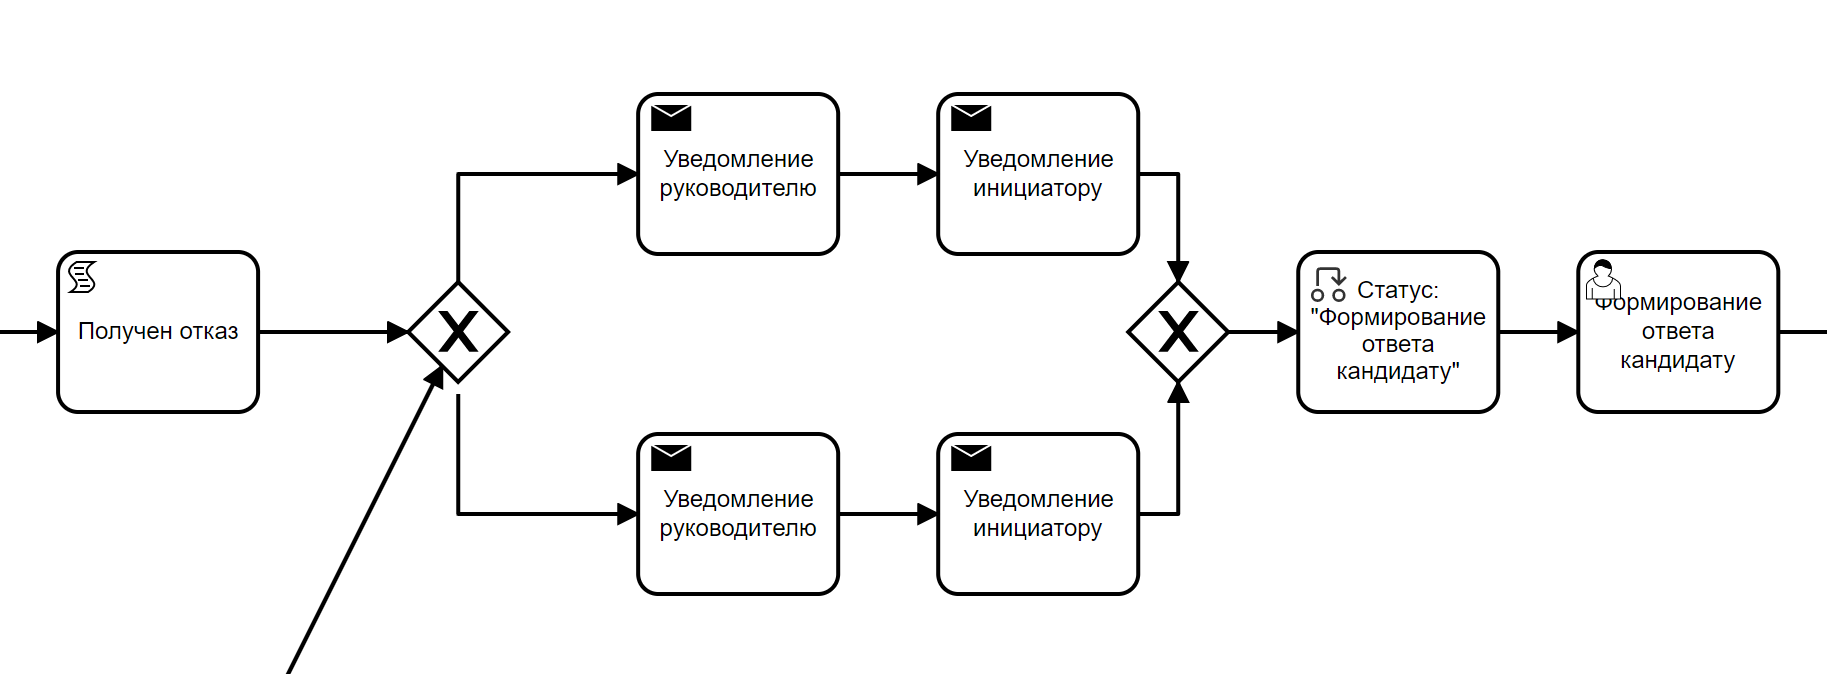 Получен отказ
X
Уведомление
руководителю
Уведомление
инициатору
Уведомление
руководителю
Уведомление
инициатору
X
Статус:
"Формирование
ответа
кандидату"
Формирование
ответа
кандидату